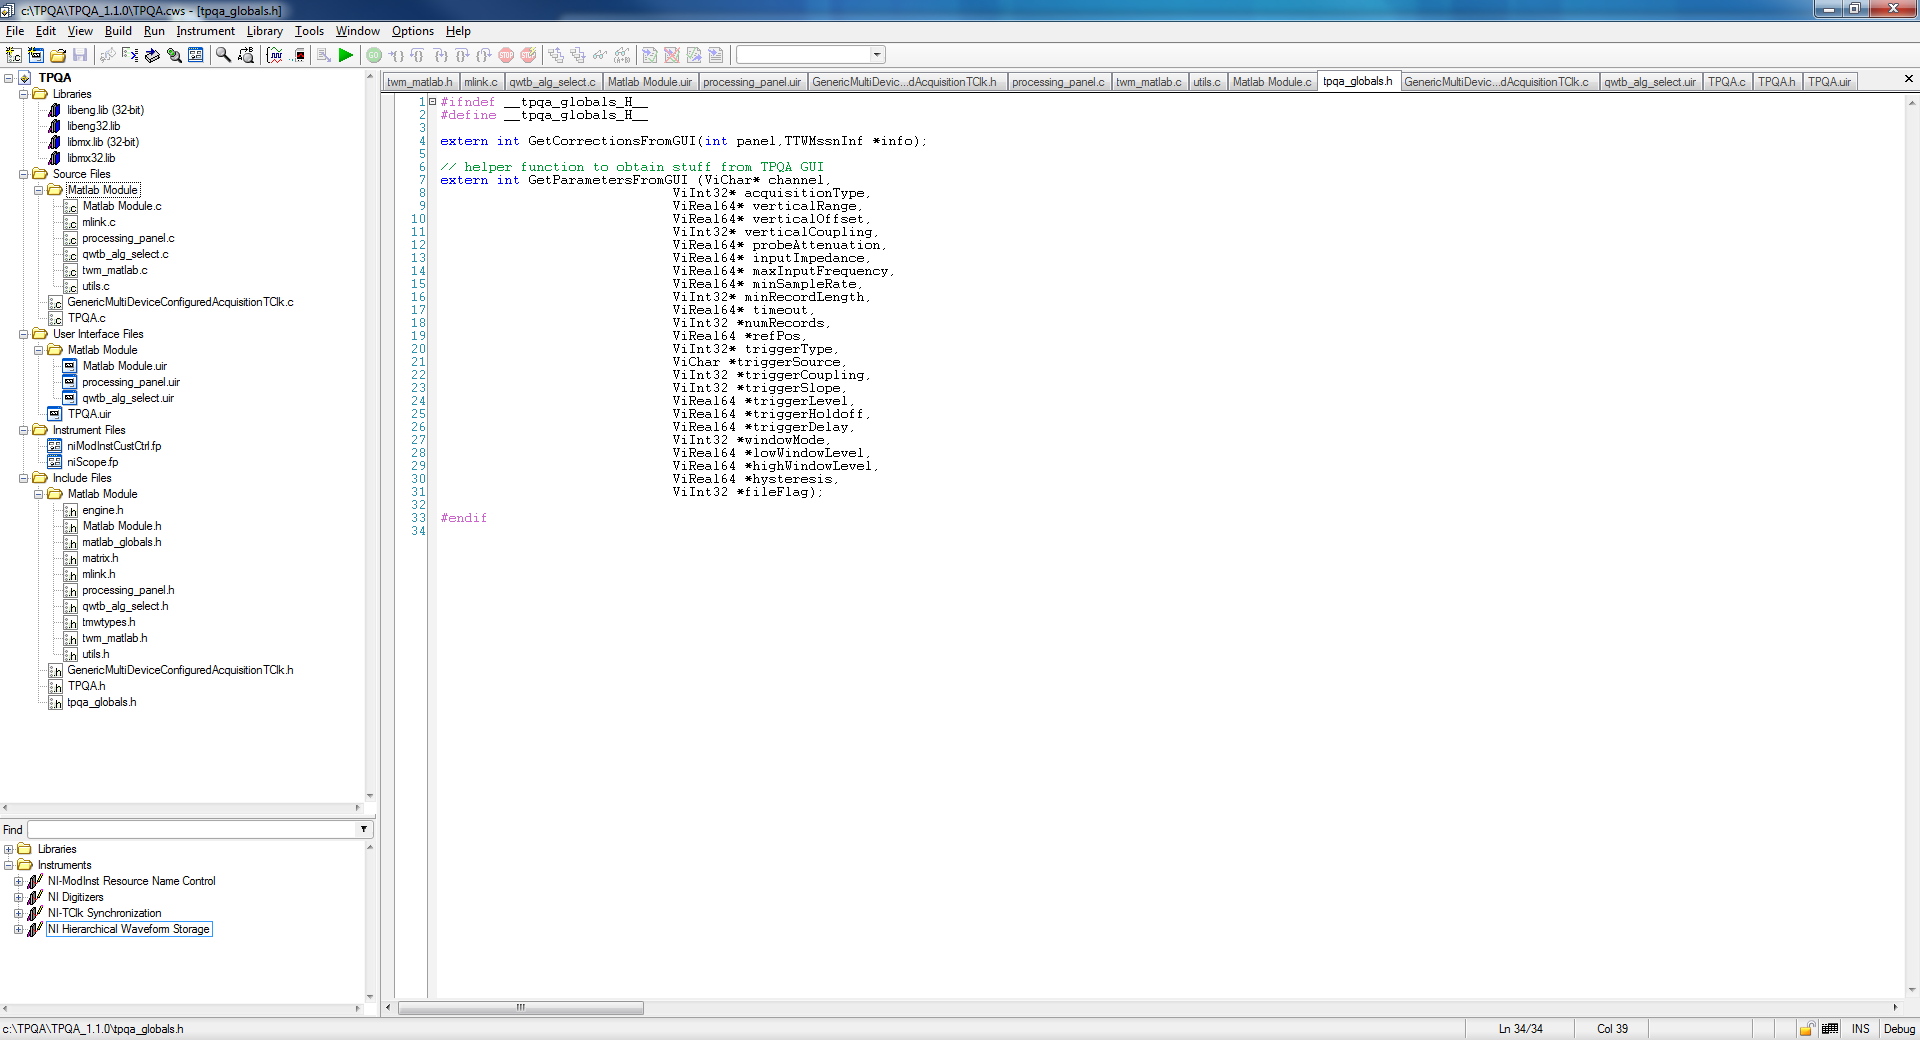 c:\TPQA\TPQA_1.1.0\TPQA.cws - [tpqa_globals.h]
File Edit View Build Run Instrument Library Tools Window Options Help
TPQA
Libraries
libeng.lib (32-bit)
libeng32.lib
libmx.lib (32-bit)
libmx32.lib
Source Files
Matlab Module
Matlab Module.c
mlink.c
processing_panel.c
qwtb_alg_select.c
twm_matlab.c
utils.c
GenericMultiDeviceConfiguredAcquisitionTClk.c
TPQA.c
User Interface Files
Matlab Module
Matlab Module.uir
processing_panel.uir
qwtb_alg_select.uir
TPQA.uir
Instrument Files
niModInstCustCtrl.fp
niScope.fp
Include Files
Matlab Module
engine.h
Matlab Module.h
matlab_globals.h
matrix.h
mlink.h
processing_panel.h
qwtb_alg_select.h
tmwtypes.h
twm_matlab.h
utils.h
GenericMultiDeviceConfiguredAcquisitionTClk.h
TPQA.h
tpqa_globals.h
Find
Libraries
Instruments
NI-ModInst Resource Name Control
NI Digitizers
NI-TClk Synchronization
NI Hierarchical Waveform Storage
twm_matlab.h mlink.c qwtb_alg_select.c Matlab Module.uir processing_panel.uir GenericMultiDevic...dAcquisitionTClk.h processing_panel.c twm_matlab.c utils.c Matlab Module.c tpqa_globals.h GenericMultiDevic...dAcquisitionTClk.c qwtb_alg_select.uir TPQA.c TPQA.h TPQA.uir
1 #ifndef __tpqa_globals_H__
2 #define __tpqa_globals_H__
3
4 extern int GetCorrectionsFromGUI(int panel,TTWMssnInf *info);
5
6 // helper function to obtain stuff from TPQA GUI
7 extern int GetParametersFromGUI (ViChar* channel,
8 ViInt32* acquisitionType,
9 ViReal64* verticalRange,
10 ViReal64* verticalOffset,
11 ViInt32* verticalCoupling,
12 ViReal64* probeAttenuation,
13 ViReal64* inputImpedance,
14 ViReal64* maxInputFrequency,
15 ViReal64* minSampleRate,
16 ViInt32* minRecordLength,
17 ViReal64* timeout,
18 ViInt32 *numRecords,
19 ViReal64 *refPos,
20 ViInt32* triggerType,
21 ViChar *triggerSource,
22 ViInt32 *triggerCoupling,
23 ViInt32 *triggerSlope,
24 ViReal64 *triggerLevel,
25 ViReal64 *triggerHoldoff,
26 ViReal64 *triggerDelay,
27 ViInt32 *windowMode,
28 ViReal64 *lowWindowLevel,
29 ViReal64 *highWindowLevel,
30 ViReal64 *hysteresis,
31 ViInt32 *fileFlag);
32
33 #endif
34
c:\TPQA\TPQA_1.1.0\tpqa_globals.h Ln 34/34 Col 39 INS Debug